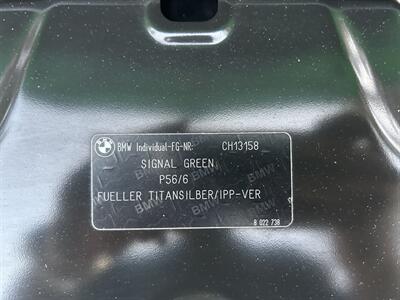 BMW Individual-FG-NR: CH13158
SIGNAL GREEN
P56/6
FUELLER TITANSILBER/IPP-VER
8 022 738